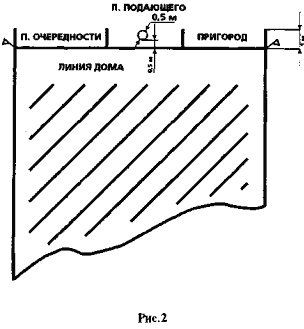 П. ПОДАЮЩЕГО
0,5 м
П. ОЧЕРЕДНОСТИ
ПРИГОРОД
0,5 м
ЛИНИЯ ДОМА
Рис.2